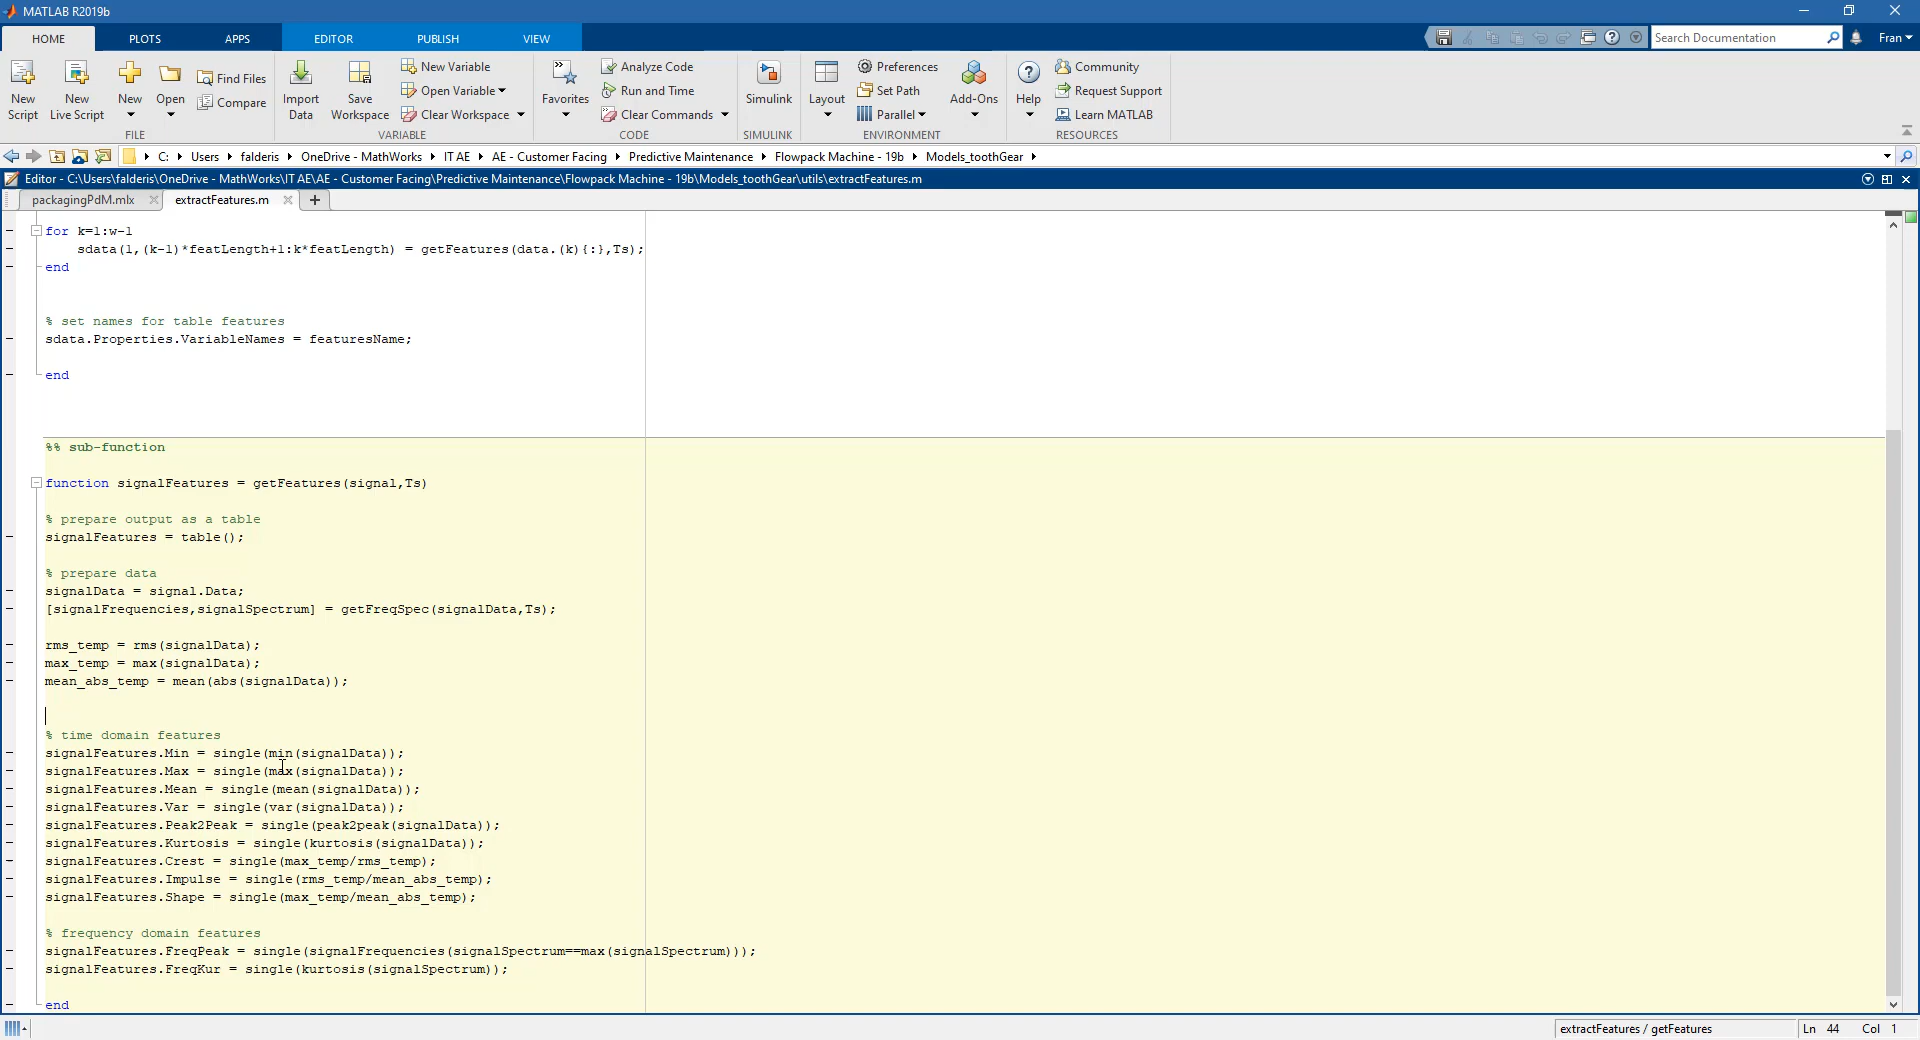 MATLAB R2019b
HOME PLOTS APPS EDITOR PUBLISH VIEW
Search Documentation
Fran
New Script
New Live Script
New
Open
Find Files
Compare
FILE
Import Data
Save Workspace
New Variable
Open Variable
Clear Workspace
VARIABLE
Favorites
Analyze Code
Run and Time
Clear Commands
CODE
Simulink
SIMULINK
Layout
Preferences
Set Path
Parallel
Add-Ons
ENVIRONMENT
Help
Community
Request Support
Learn MATLAB
RESOURCES
C: Users falderis OneDrive - MathWorks IT AE AE - Customer Facing Predictive Maintenance Flowpack Machine - 19b Models_toothGear
Editor - C:\Users\falderis\OneDrive - MathWorks\IT AE\AE - Customer Facing\Predictive Maintenance\Flowpack Machine - 19b\Models_toothGear\utils\extractFeatures.m
packagingPdM.mlx extractFeatures.m
for k=1:w-1
sdata(1,(k-1)*featLength+1:k*featLength) = getFeatures(data.(k){:},Ts);
end
% set names for table features
sdata.Properties.VariableNames = featuresName;
end
%% sub-function
function signalFeatures = getFeatures(signal,Ts)
% prepare output as a table
signalFeatures = table();
% prepare data
signalData = signal.Data;
[signalFrequencies,signalSpectrum] = getFreqSpec(signalData,Ts);
rms_temp = rms(signalData);
max_temp = max(signalData);
mean_abs_temp = mean(abs(signalData));
% time domain features
signalFeatures.Min = single(min(signalData));
signalFeatures.Max = single(max(signalData));
signalFeatures.Mean = single(mean(signalData));
signalFeatures.Var = single(var(signalData));
signalFeatures.Peak2Peak = single(peak2peak(signalData));
signalFeatures.Kurtosis = single(kurtosis(signalData));
signalFeatures.Crest = single(max_temp/rms_temp);
signalFeatures.Impulse = single(rms_temp/mean_abs_temp);
signalFeatures.Shape = single(max_temp/mean_abs_temp);
% frequency domain features
signalFeatures.FreqPeak = single(signalFrequencies(signalSpectrum==max(signalSpectrum)));
signalFeatures.FreqKur = single(kurtosis(signalSpectrum));
end
extractFeatures / getFeatures Ln 44 Col 1